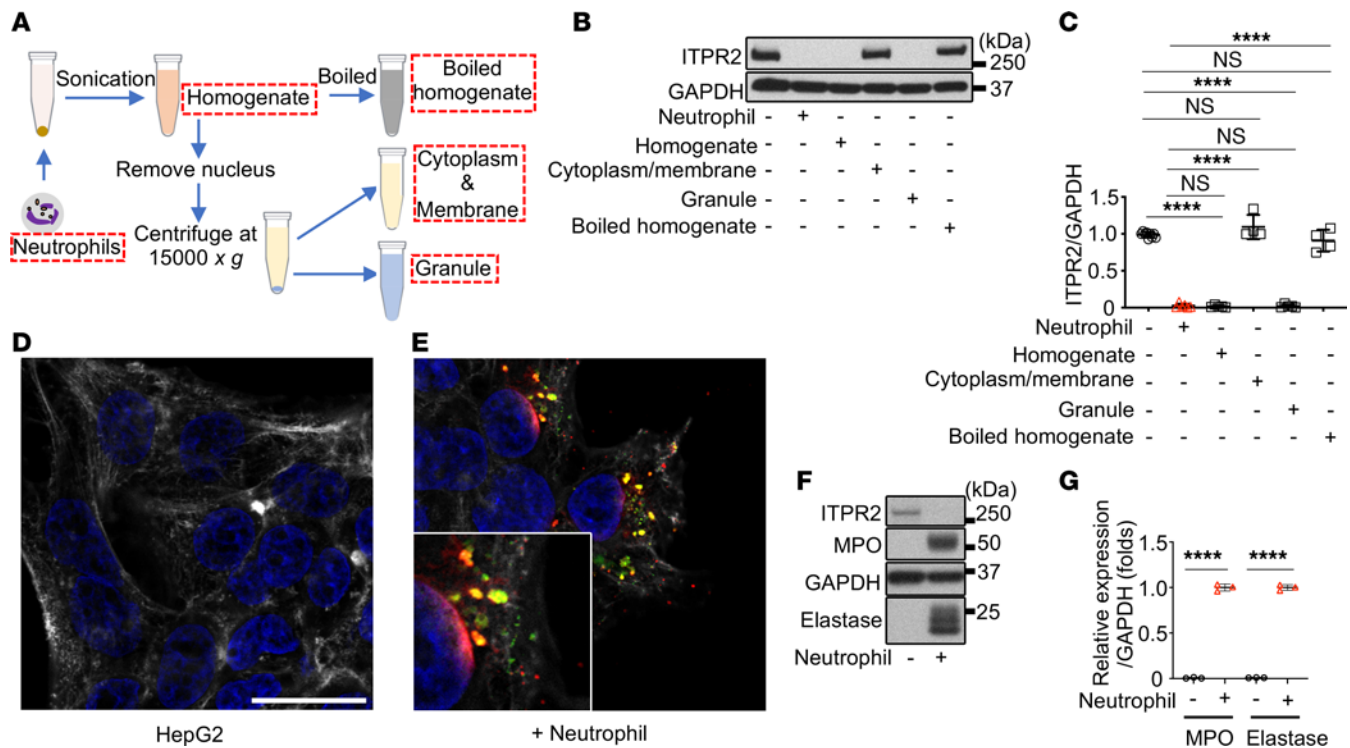 A
Sonication
Homogenate
Boiled
Boiled
homogenate
Remove nucleus
Cytoplasm
&
Membrane
Neutrophils
Centrifuge at
15000 x g
Granule
B
(kDa)
ITPR2
250
GAPDH
37
Neutrophil - + - - - -
Homogenate - - + - - -
Cytoplasm/membrane - - - + - -
Granule - - - - + -
Boiled homogenate - - - - - +
C
****
NS
****
NS
NS
****
NS
****
ITPR2/GAPDH
1.5
1.0
0.5
0
Neutrophil - + - - - -
Homogenate - - + - - -
Cytoplasm/membrane - - - + - -
Granule - - - - + -
Boiled homogenate - - - - - +
D
HepG2
E
+ Neutrophil
F
(kDa)
ITPR2
250
MPO
50
GAPDH
37
Elastase
25
Neutrophil - +
G
Relative expression
/GAPDH (folds)
1.5
1.0
0.5
0
**** ****
Neutrophil - + - +
MPO Elastase